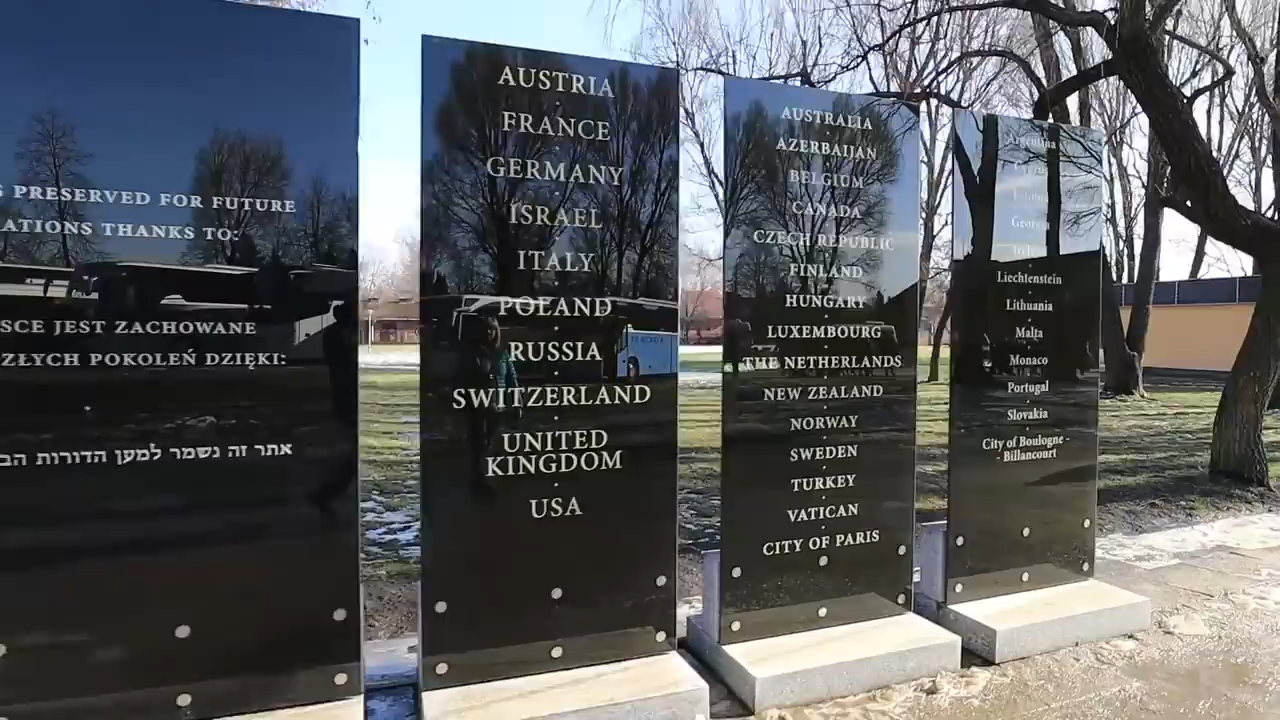 PRESERVED FOR FUTURE
ATIONS THANKS TO:
SCE JEST ZACHOWANE
ZŁYCH POKOLEŃ DZIĘKI:
אתר זה נשמר למען הדורות הב
AUSTRIA
FRANCE
GERMANY
ISRAEL
ITALY
POLAND
RUSSIA
SWITZERLAND
UNITED
KINGDOM
USA
AUSTRALIA
AZERBAIJAN
BELGIUM
CANADA
CZECH REPUBLIC
FINLAND
HUNGARY
LUXEMBOURG
THE NETHERLANDS
NEW ZEALAND
NORWAY
SWEDEN
TURKEY
VATICAN
CITY OF PARIS
Georgia
Liechtenstein
Lithuania
Malta
Monaco
Portugal
Slovakia
City of Boulogne -
- Billancourt